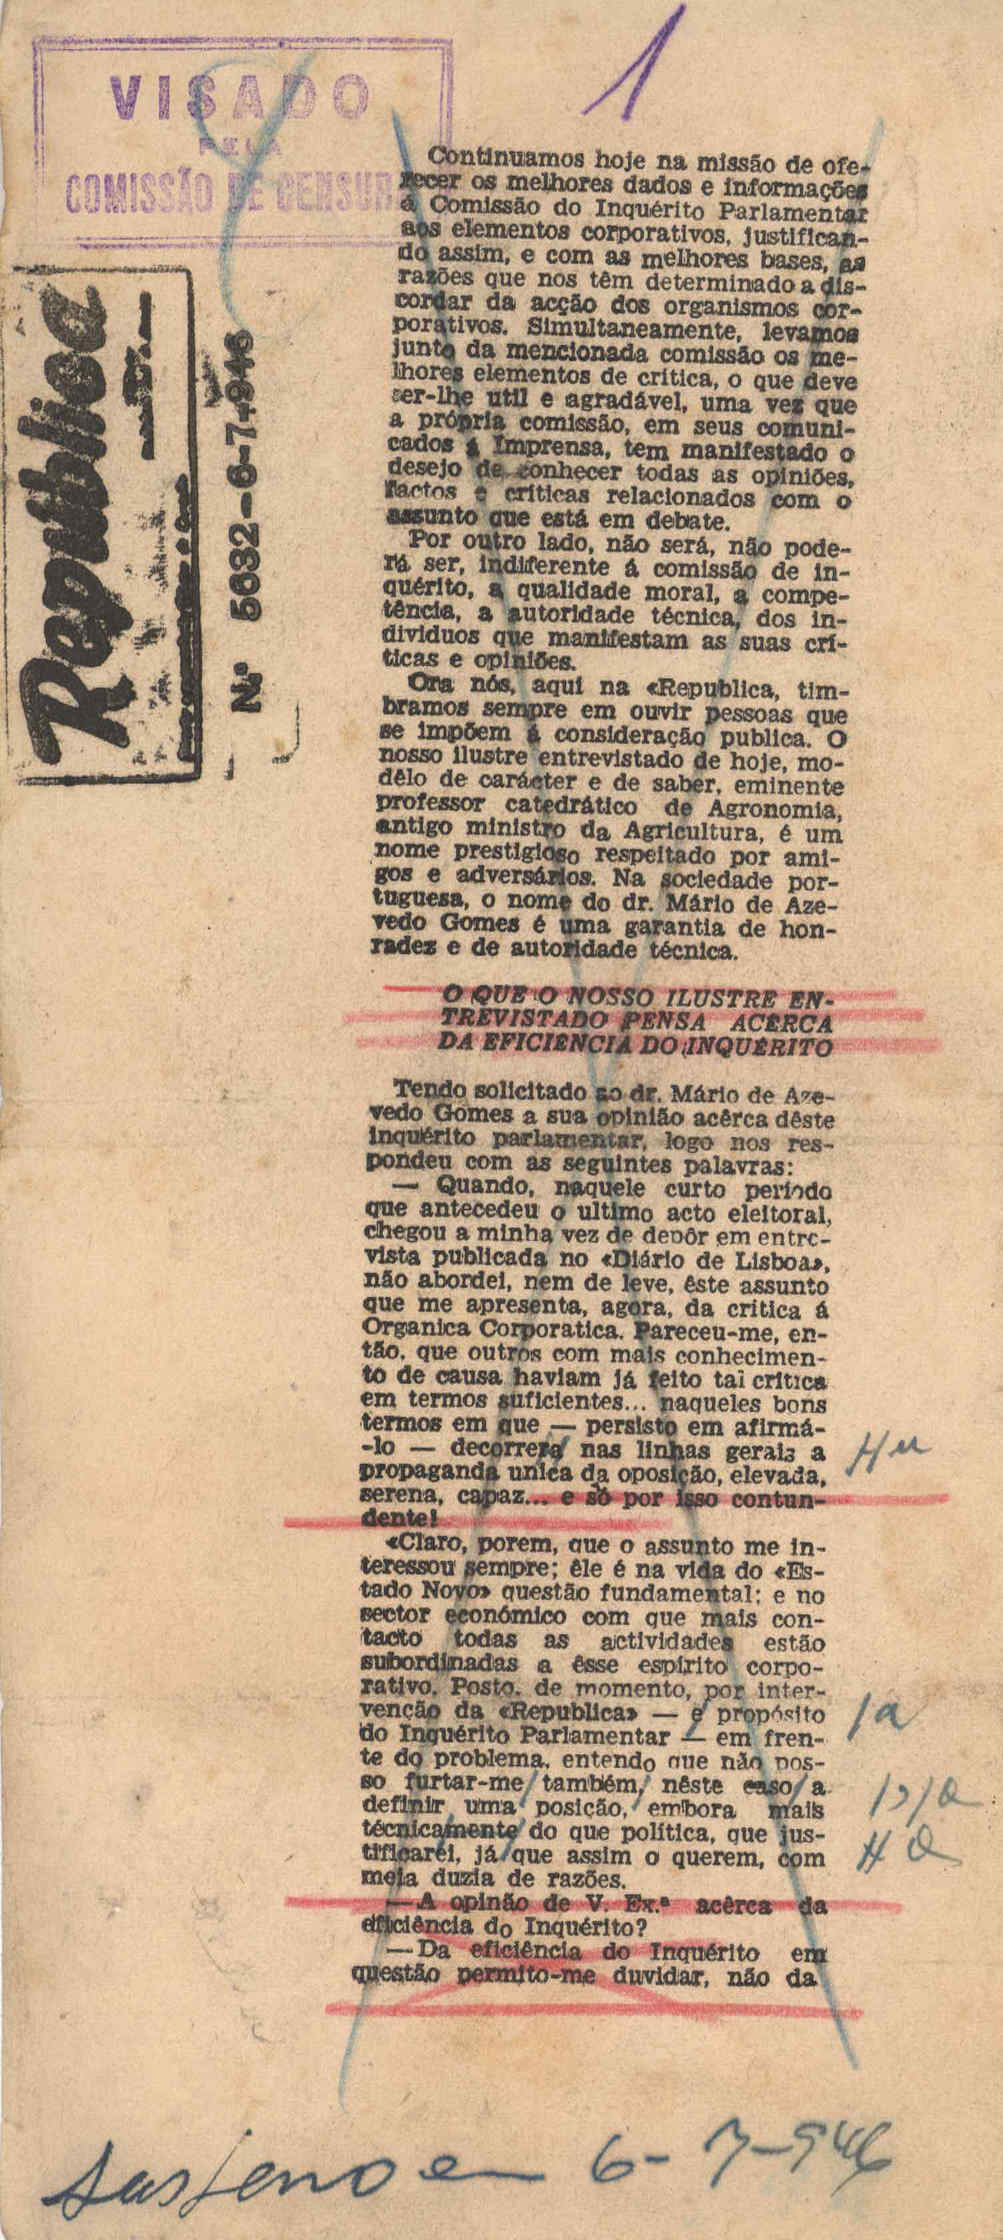 1
VISADO
PELA
COMISSÃO DE CENSURA
República
Nº 5632-6-7-946
Continuamos hoje na missão de ofe-
recer os melhores dados e informações
á Comissão do Inquérito Parlamentar
aos elementos corporativos, justifican-
do assim, e com as melhores bases, as
razões que nos têm determinado a dis-
cordar da acção dos organismos cor-
porativos. Simultaneamente, levamos
junto da mencionada comissão os me-
lhores elementos de critica, o que deve
ser-lhe util e agradável, uma vez que
a própria comissão, em seus comuni-
cados á Imprensa, tem manifestado o
desejo de conhecer todas as opiniões,
factos e criticas relacionados com o
assunto que está em debate.
Por outro lado, não será, não pode-
rá ser, indiferente á comissão de in-
quérito, a qualidade moral, a compe-
tência, a autoridade técnica, dos in-
dividuos que manifestam as suas crí-
ticas e opiniões.
Ora nós, aqui na «Republica, tim-
bramos sempre em ouvir pessoas que
se impõem á consideração publica. O
nosso ilustre entrevistado de hoje, mo-
dêlo de carácter e de saber, eminente
professor catedrático de Agronomia,
antigo ministro da Agricultura, é um
nome prestigioso respeitado por ami-
gos e adversários. Na sociedade por-
tuguesa, o nome do dr. Mário de Aze-
vedo Gomes é uma garantia de hon-
radez e de autoridade técnica.
O QUE O NOSSO ILUSTRE EN-
TREVISTADO PENSA ACÊRCA
DA EFICIÊNCIA DO INQUÉRITO
Tendo solicitado ao dr. Mário de Aze-
vedo Gomes a sua opinião acêrca dêste
inquérito parlamentar, logo nos res-
pondeu com as seguintes palavras:
— Quando, naquele curto período
que antecedeu o ultimo acto eleitoral,
chegou a minha vez de depôr em entre-
vista publicada no «Diário de Lisboa»,
não abordei, nem de leve, êste assunto
que me apresenta, agora, da critica á
Organica Corporatica. Pareceu-me, en-
tão, que outros com mais conhecimen-
to de causa haviam já feito tal critica
em termos suficientes... naqueles bons
termos em que — persisto em afirmá-
-lo — decorrera nas linhas gerais a
propaganda unica da oposição, elevada,
serena, capaz... e só por isso contun-
dente!
«Claro, porem, que o assunto me in-
teressou sempre; êle é na vida do «Es-
tado Novo» questão fundamental; e no
sector económico com que mais con-
tacto todas as actividades estão
subordinadas a êsse espírito corpo-
rativo. Posto, de momento, por inter-
venção da «Republica» — e propósito
do Inquérito Parlamentar — em fren-
te do problema, entendo que não pos-
so furtar-me também, nêste caso a
definir uma posição, embora mais
técnicamente do que política, que jus-
tificarei, já que assim o querem, com
meia duzia de razões.
—A opinão de V. Ex.ª acêrca da
eficiência do Inquérito?
—Da eficiência do Inquérito em
questão permito-me duvidar, não da
6-7-946